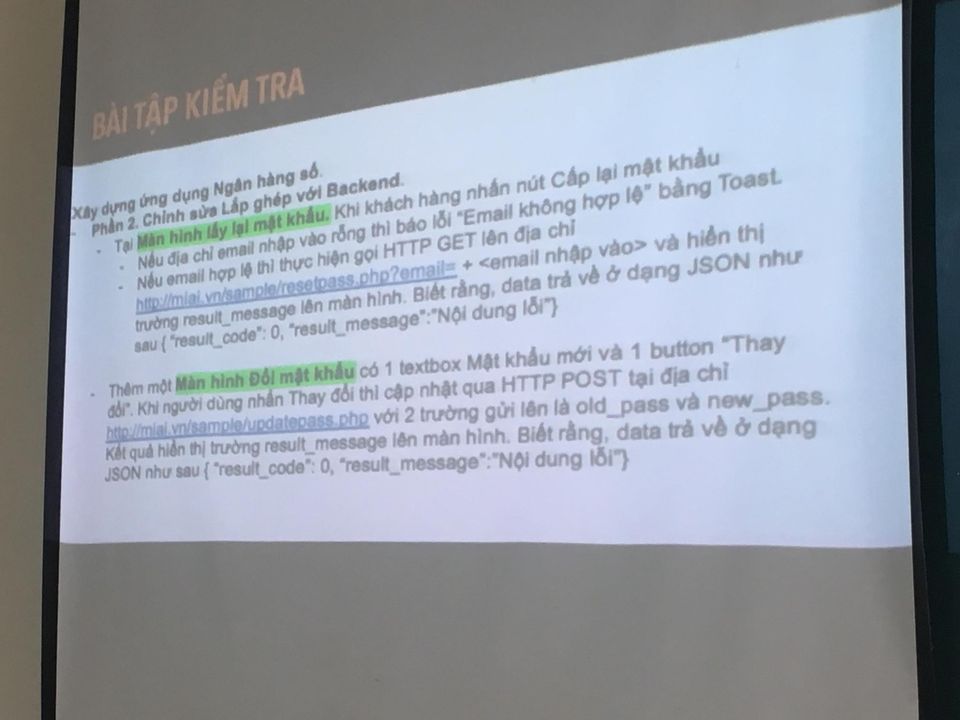 BÀI TẬP KIỂM TRA
Xây dựng ứng dụng Ngân hàng số.
- Phần 2. Chỉnh sửa Lắp ghép với Backend.
- Tại Màn hình lấy lại mật khẩu. Khi khách hàng nhấn nút Cấp lại mật khẩu
- Nếu địa chỉ email nhập vào rỗng thì báo lỗi “Email không hợp lệ” bằng Toast.
- Nếu email hợp lệ thì thực hiện gọi HTTP GET lên địa chỉ
http://miai.vn/sample/resetpass.php?email= + <email nhập vào> và hiển thị
trường result_message lên màn hình. Biết rằng, data trả về ở dạng JSON như
sau { “result_code”: 0, “result_message”:”Nội dung lỗi”}
- Thêm một Màn hình Đổi mật khẩu có 1 textbox Mật khẩu mới và 1 button “Thay
đổi”. Khi người dùng nhấn Thay đổi thì cập nhật qua HTTP POST tại địa chỉ
http://miai.vn/sample/updatepass.php với 2 trường gửi lên là old_pass và new_pass.
Kết quả hiển thị trường result_message lên màn hình. Biết rằng, data trả về ở dạng
JSON như sau { “result_code”: 0, “result_message”:”Nội dung lỗi”}